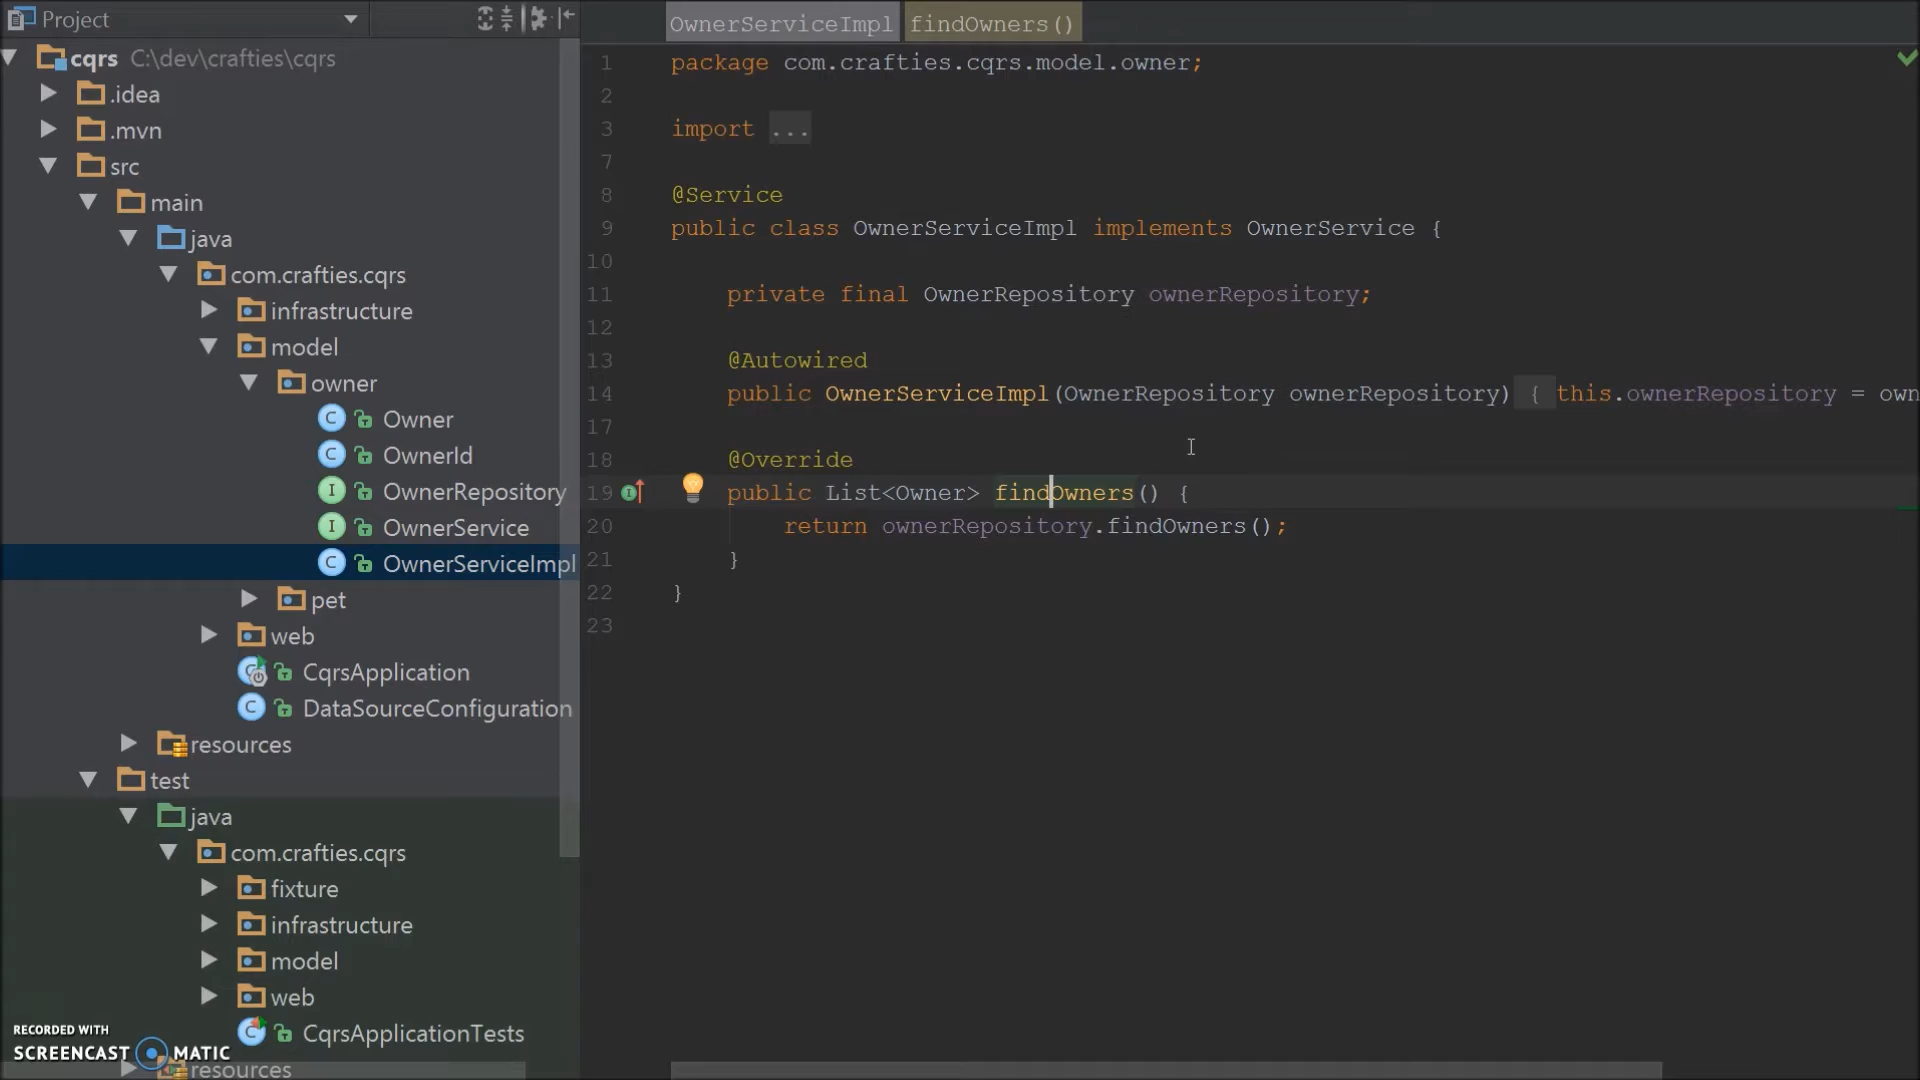 Project
cqrs C:\dev\crafties\cqrs
.idea
.mvn
src
main
java
com.crafties.cqrs
infrastructure
model
owner
Owner
OwnerId
OwnerRepository
OwnerService
OwnerServiceImpl
pet
web
CqrsApplication
DataSourceConfiguration
resources
test
java
com.crafties.cqrs
fixture
infrastructure
model
web
CqrsApplicationTests
resources
RECORDED WITH
SCREENCAST MATIC
OwnerServiceImpl findOwners()
1 package com.crafties.cqrs.model.owner;
2
3 import ...
7
8 @Service
9 public class OwnerServiceImpl implements OwnerService {
10
11 private final OwnerRepository ownerRepository;
12
13 @Autowired
14 public OwnerServiceImpl(OwnerRepository ownerRepository) { this.ownerRepository = own
17
18 @Override
19 public List<Owner> findOwners() {
20 return ownerRepository.findOwners();
21 }
22 }
23